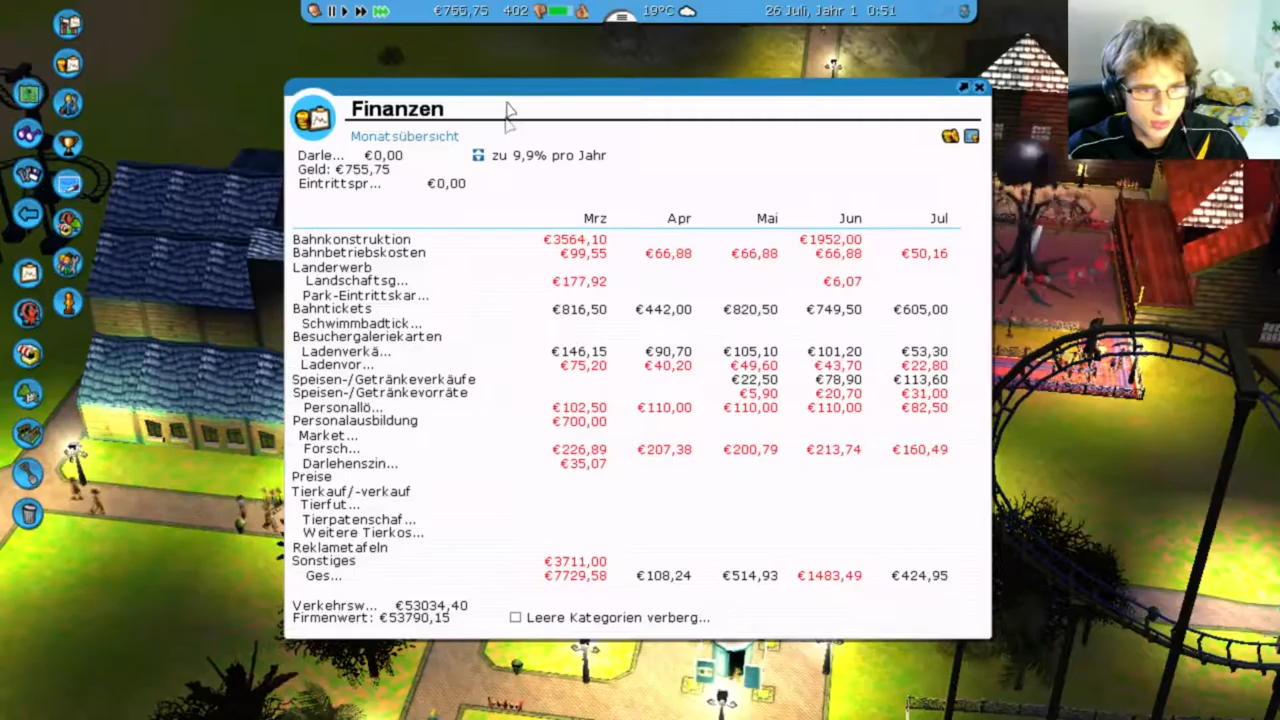 €755,75 402 19°C 26 Juli, Jahr 1 0:51
Finanzen
Monatsübersicht
Darle... €0,00 zu 9,9% pro Jahr
Geld: €755,75
Eintrittspr... €0,00
Mrz Apr Mai Jun Jul
Bahnkonstruktion €3564,10 €1952,00
Bahnbetriebskosten €99,55 €66,88 €66,88 €66,88 €50,16
Landerwerb
Landschaftsg... €177,92 €6,07
Park-Eintrittskar...
Bahntickets €816,50 €442,00 €820,50 €749,50 €605,00
Schwimmbadtick...
Besuchergaleriekarten
Ladenverkä... €146,15 €90,70 €105,10 €101,20 €53,30
Ladenvor... €75,20 €40,20 €49,60 €43,70 €22,80
Speisen-/Getränkeverkäufe €22,50 €78,90 €113,60
Speisen-/Getränkevorräte €5,90 €20,70 €31,00
Personallö... €102,50 €110,00 €110,00 €110,00 €82,50
Personalausbildung €700,00
Market...
Forsch... €226,89 €207,38 €200,79 €213,74 €160,49
Darlehenszin... €35,07
Preise
Tierkauf/-verkauf
Tierfut...
Tierpatenschaf...
Weitere Tierkos...
Reklametafeln
Sonstiges €3711,00
Ges... €7729,58 €108,24 €514,93 €1483,49 €424,95
Verkehrsw... €53034,40
Firmenwert: €53790,15 Leere Kategorien verberg...